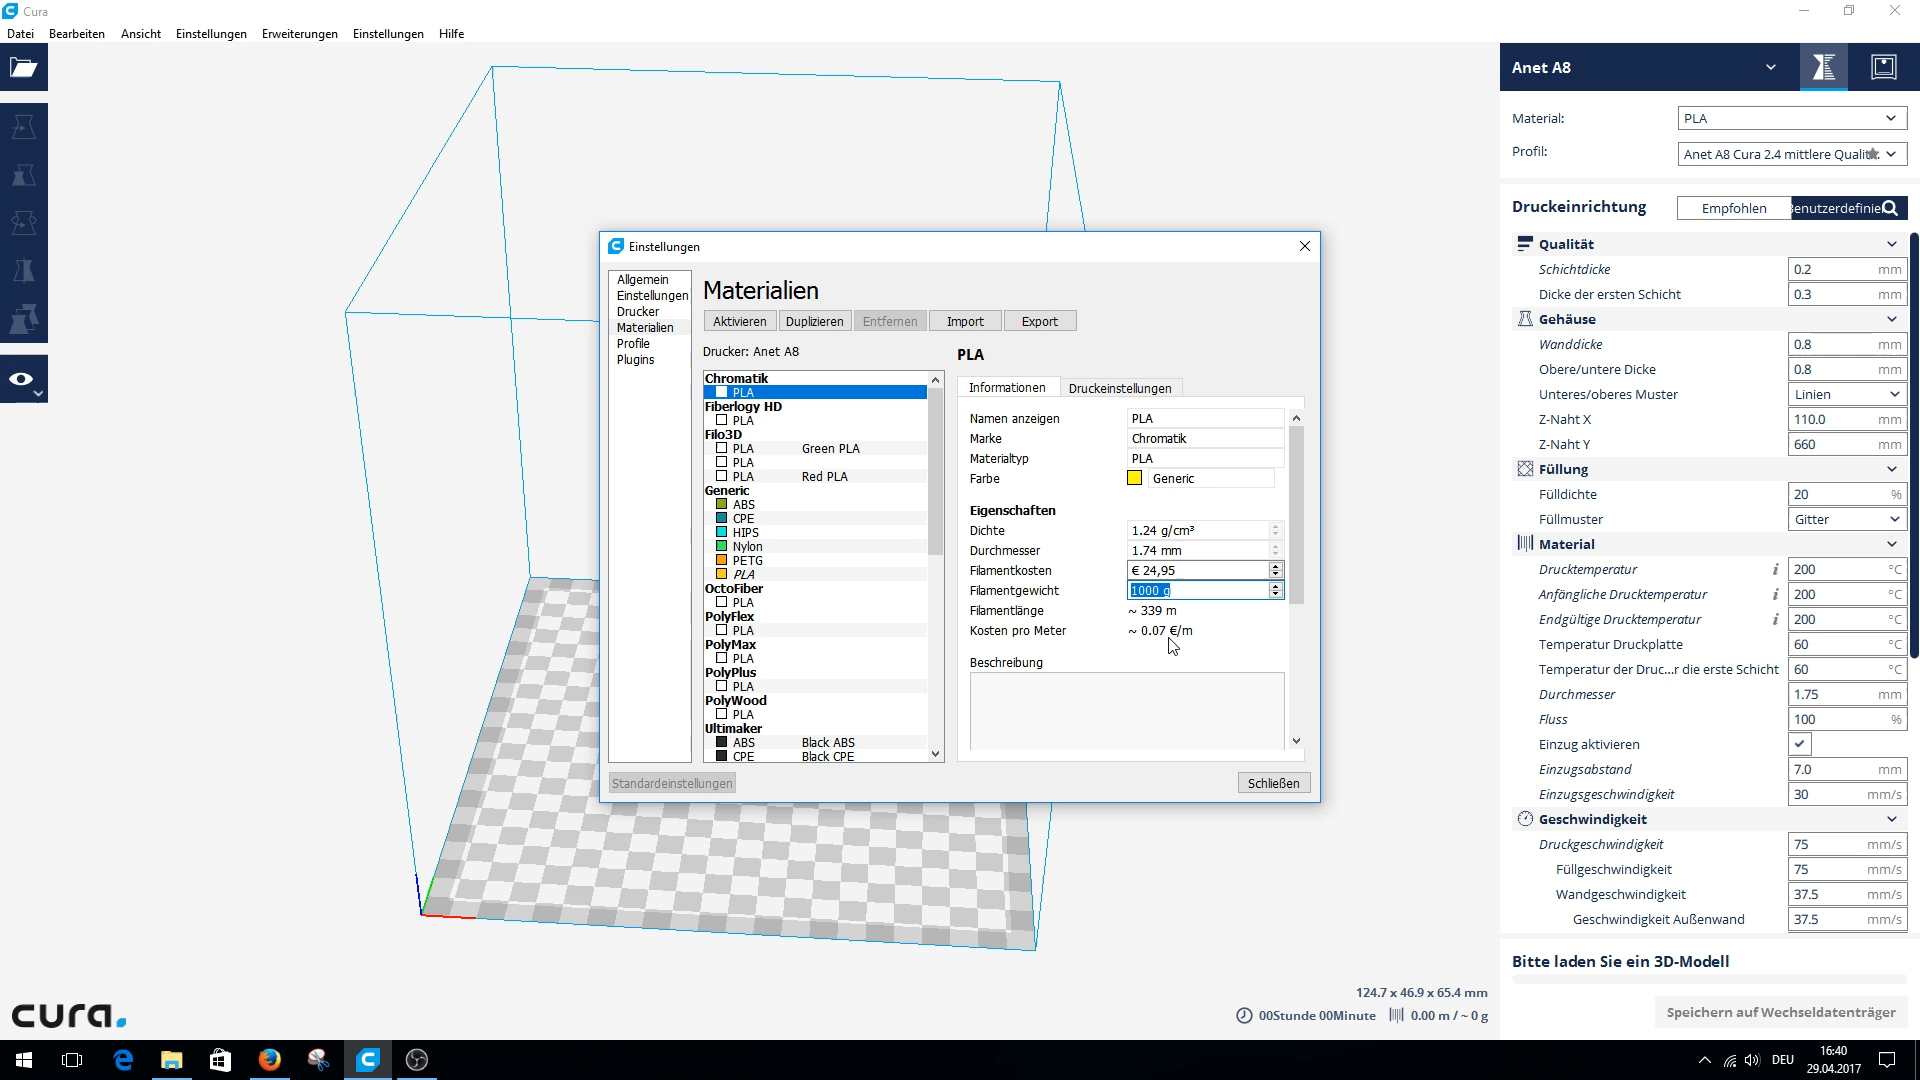 Cura
Datei Bearbeiten Ansicht Einstellungen Erweiterungen Einstellungen Hilfe
Anet A8
Material: PLA
Profil: Anet A8 Cura 2.4 mittlere Qualit
Druckeinrichtung Empfohlen Benutzerdefinie
Qualität
Schichtdicke 0.2 mm
Dicke der ersten Schicht 0.3 mm
Gehäuse
Wanddicke 0.8 mm
Obere/untere Dicke 0.8 mm
Unteres/oberes Muster Linien
Z-Naht X 110.0 mm
Z-Naht Y 660 mm
Füllung
Fülldichte 20 %
Füllmuster Gitter
Material
Drucktemperatur i 200 °C
Anfängliche Drucktemperatur i 200 °C
Endgültige Drucktemperatur i 200 °C
Temperatur Druckplatte 60 °C
Temperatur der Druc...r die erste Schicht 60 °C
Durchmesser 1.75 mm
Fluss 100 %
Einzug aktivieren
Einzugsabstand 7.0 mm
Einzugsgeschwindigkeit 30 mm/s
Geschwindigkeit
Druckgeschwindigkeit 75 mm/s
Füllgeschwindigkeit 75 mm/s
Wandgeschwindigkeit 37.5 mm/s
Geschwindigkeit Außenwand 37.5 mm/s
Bitte laden Sie ein 3D-Modell
Speichern auf Wechseldatenträger
Einstellungen
Allgemein
Einstellungen
Drucker
Materialien
Profile
Plugins
Materialien
Aktivieren Duplizieren Entfernen Import Export
Drucker: Anet A8
Chromatik
PLA
Fiberlogy HD
PLA
Filo3D
PLA Green PLA
PLA
PLA Red PLA
Generic
ABS
CPE
HIPS
Nylon
PETG
PLA
OctoFiber
PLA
PolyFlex
PLA
PolyMax
PLA
PolyPlus
PLA
PolyWood
PLA
Ultimaker
ABS Black ABS
CPE Black CPE
PLA
Informationen Druckeinstellungen
Namen anzeigen PLA
Marke Chromatik
Materialtyp PLA
Farbe Generic
Eigenschaften
Dichte 1.24 g/cm³
Durchmesser 1.74 mm
Filamentkosten € 24,95
Filamentgewicht 1000 g
Filamentlänge ~ 339 m
Kosten pro Meter ~ 0.07 €/m
Beschreibung
Standardeinstellungen Schließen
124.7 x 46.9 x 65.4 mm
00Stunde 00Minute 0.00 m / ~ 0 g
cura.
DEU 16:40
29.04.2017